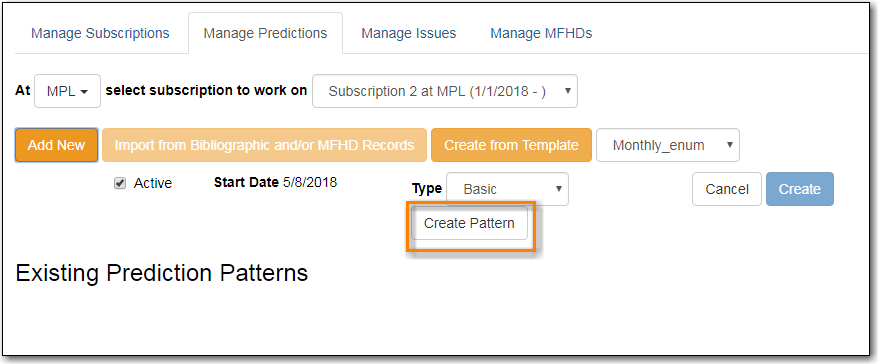 Manage Subscriptions Manage Predictions Manage Issues Manage MFHDs
At MPL select subscription to work on Subscription 2 at MPL (1/1/2018 - )
Add New Import from Bibliographic and/or MFHD Records Create from Template Monthly_enum
Active Start Date 5/8/2018 Type Basic Cancel Create
Create Pattern
Existing Prediction Patterns